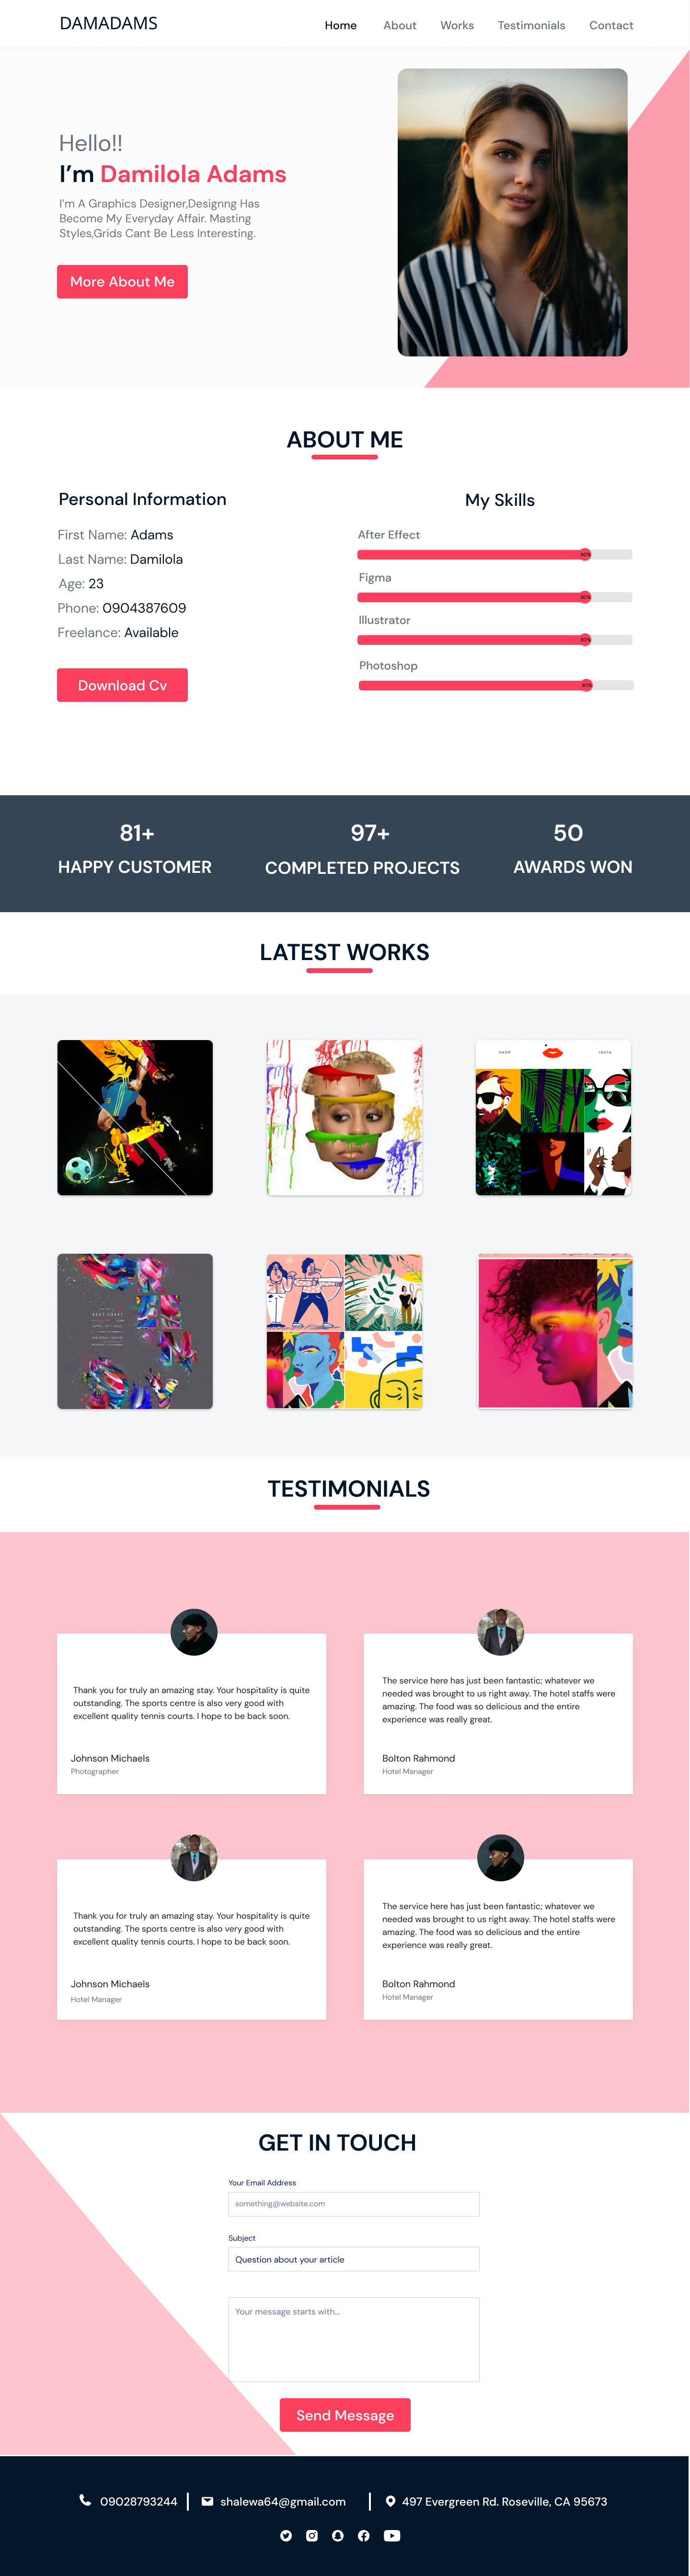 DAMADAMS
Home About Works Testimonials Contact
Hello!!
I'm Damilola Adams
I'm A Graphics Designer,Designng Has
Become My Everyday Affair. Masting
Styles,Grids Cant Be Less Interesting.
More About Me
ABOUT ME
Personal Information
First Name: Adams
Last Name: Damilola
Age: 23
Phone: 0904387609
Freelance: Available
Download Cv
My Skills
After Effect
80%
Figma
80%
Illustrator
80%
Photoshop
80%
81+
HAPPY CUSTOMER
97+
COMPLETED PROJECTS
50
AWARDS WON
LATEST WORKS
SHOP
INSTA
TESTIMONIALS
Thank you for truly an amazing stay. Your hospitality is quite
outstanding. The sports centre is also very good with
excellent quality tennis courts. I hope to be back soon.
Johnson Michaels
Photographer
The service here has just been fantastic; whatever we
needed was brought to us right away. The hotel staffs were
amazing. The food was so delicious and the entire
experience was really great.
Bolton Rahmond
Hotel Manager
Thank you for truly an amazing stay. Your hospitality is quite
outstanding. The sports centre is also very good with
excellent quality tennis courts. I hope to be back soon.
Johnson Michaels
Hotel Manager
The service here has just been fantastic; whatever we
needed was brought to us right away. The hotel staffs were
amazing. The food was so delicious and the entire
experience was really great.
Bolton Rahmond
Hotel Manager
GET IN TOUCH
Your Email Address
something@website.com
Subject
Question about your article
Your message starts with...
Send Message
09028793244
shalewa64@gmail.com
497 Evergreen Rd. Roseville, CA 95673